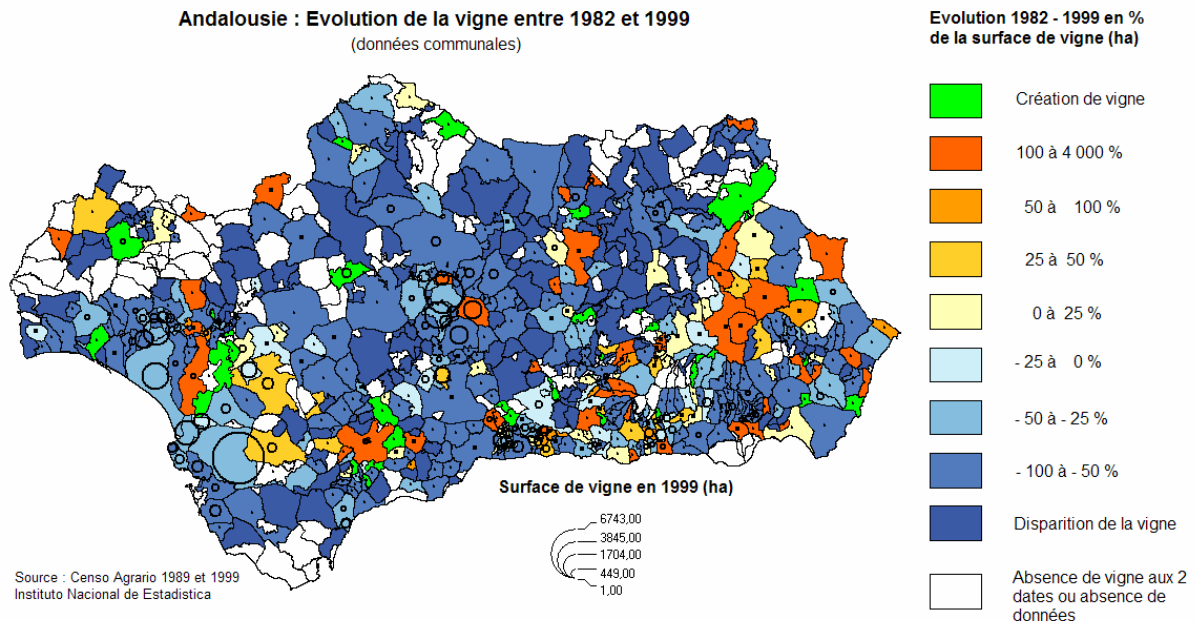 Andalousie : Evolution de la vigne entre 1982 et 1999
(données communales)
Evolution 1982 - 1999 en %
de la surface de vigne (ha)
Création de vigne
100 à 4 000 %
50 à 100 %
25 à 50 %
0 à 25 %
- 25 à 0 %
- 50 à - 25 %
- 100 à - 50 %
Disparition de la vigne
Absence de vigne aux 2
dates ou absence de
données
Surface de vigne en 1999 (ha)
6743,00
3845,00
1704,00
449,00
1,00
Source : Censo Agrario 1989 et 1999
Instituto Nacional de Estadistica